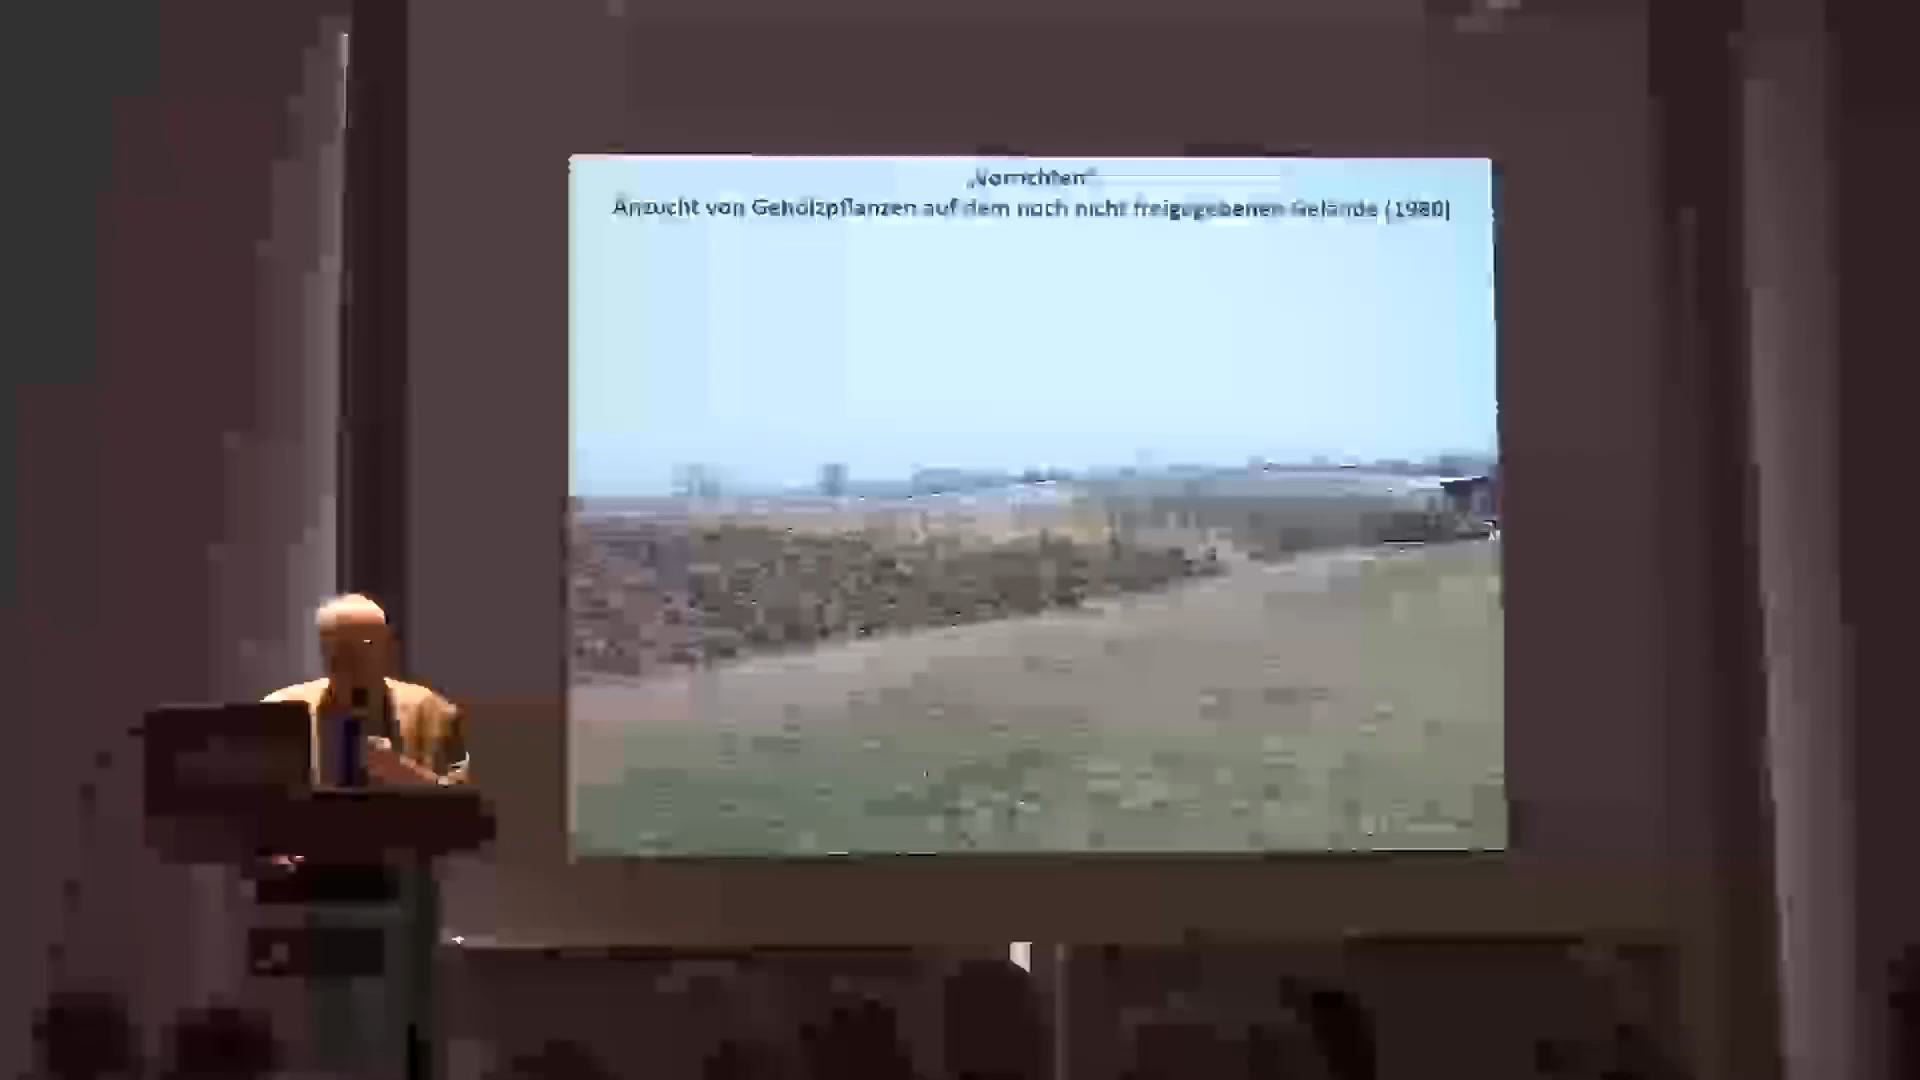 „Vorrichten“
Anzucht von Gehölzpflanzen auf dem noch nicht freigegebenen Gelände (1980)